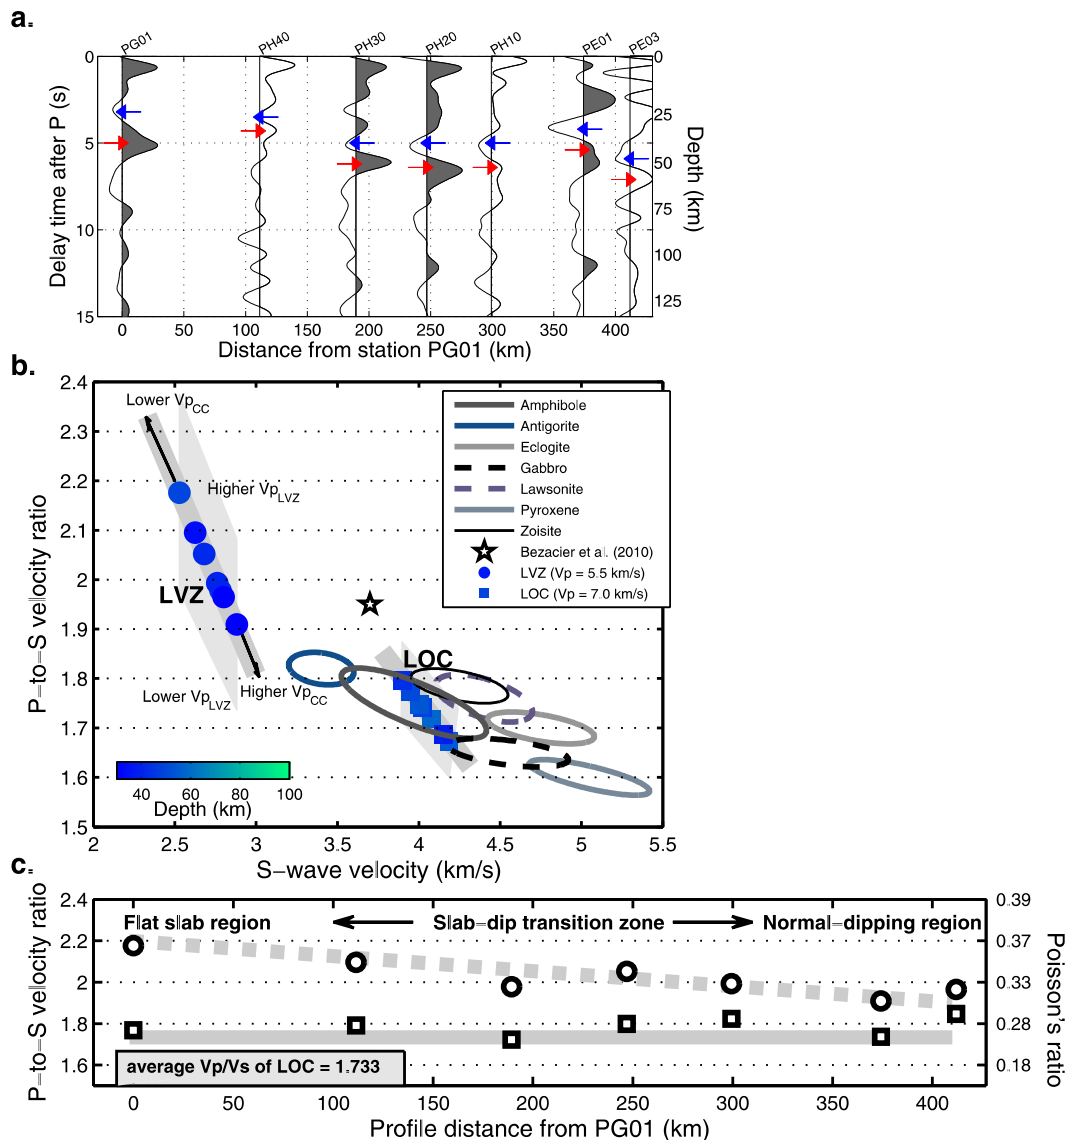 a.
PG01 PH40 PH30 PH20 PH10 PE01 PE03
Delay time after P (s)
0
5
10
15
0
25
50
75
100
125
Depth (km)
0 50 100 150 200 250 300 350 400
Distance from station PG01 (km)
b.
P-to-S velocity ratio
2.4
2.3
2.2
2.1
2
1.9
1.8
1.7
1.6
1.5
Lower VpCC
Higher VpLVZ
LVZ
Lower VpLVZ
Higher VpCC
LOC
Amphibole
Antigorite
Eclogite
Gabbro
Lawsonite
Pyroxene
Zoisite
Bezacier et al. (2010)
LVZ (Vp = 5.5 km/s)
LOC (Vp = 7.0 km/s)
40 60 80 100
Depth (km)
2 2.5 3 3.5 4 4.5 5 5.5
S-wave velocity (km/s)
c.
P-to-S velocity ratio
2.4
2.2
2
1.8
1.6
Flat slab region
Slab-dip transition zone
Normal-dipping region
average Vp/Vs of LOC = 1.733
0.39
0.37
0.33
0.28
0.18
Poisson's ratio
0 50 100 150 200 250 300 350 400
Profile distance from PG01 (km)